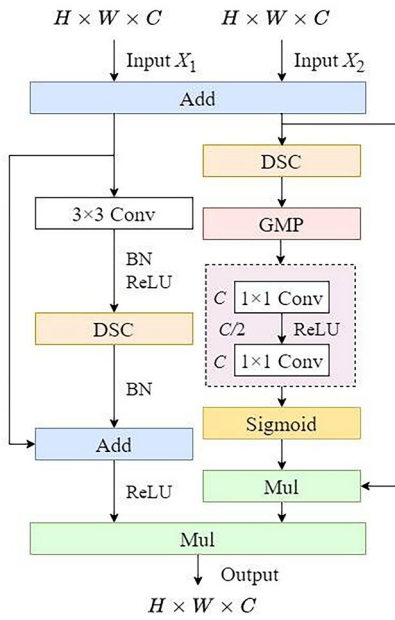 H × W × C
H × W × C
Input X₁
Input X₂
Add
DSC
3×3 Conv
GMP
BN
ReLU
C
1×1 Conv
C/2
ReLU
DSC
C
1×1 Conv
BN
Sigmoid
Add
ReLU
Mul
Mul
Output
H × W × C